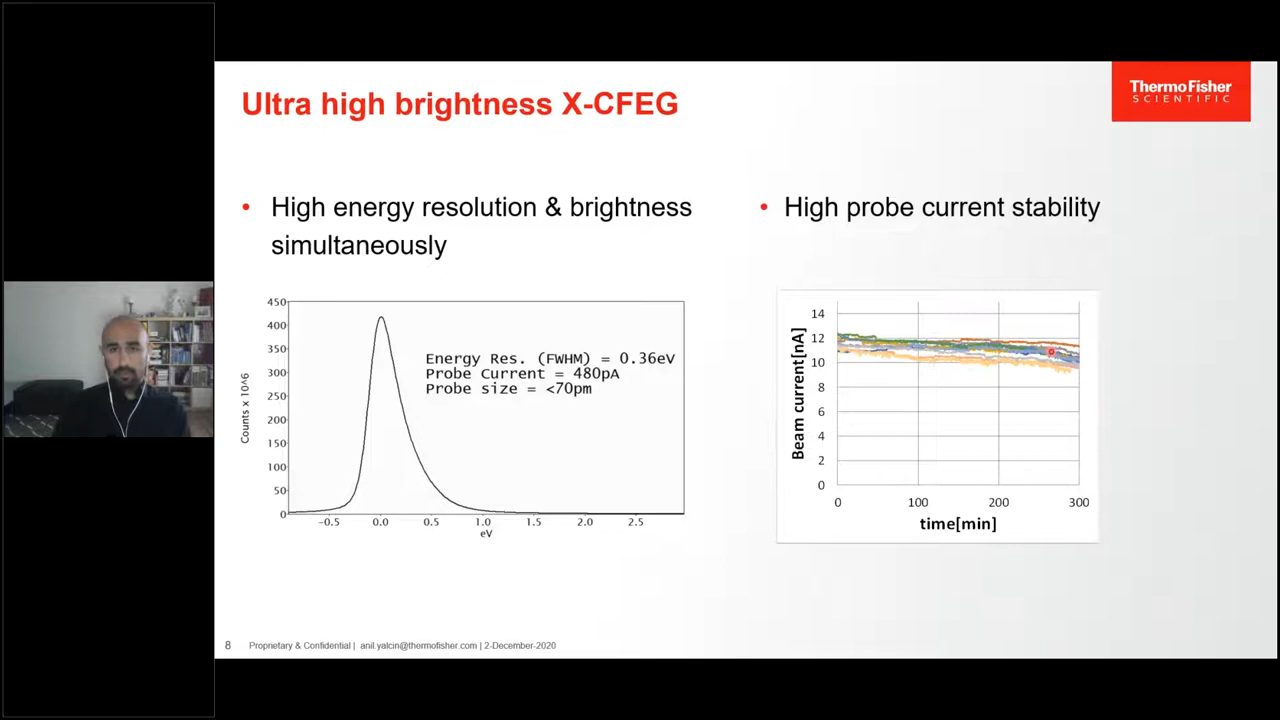 Ultra high brightness X-CFEG
ThermoFisher
SCIENTIFIC
• High energy resolution & brightness
simultaneously
• High probe current stability
450
400
350
300
250
200
150
100
50
0
Counts x 10^6
Energy Res. (FWHM) = 0.36eV
Probe Current = 480pA
Probe size = <70pm
-0.5 0.0 0.5 1.0 1.5 2.0 2.5
eV
14
12
10
8
6
4
2
0
Beam current[nA]
0 100 200 300
time[min]
8 Proprietary & Confidential | anil.yalcin@thermofisher.com | 2-December-2020